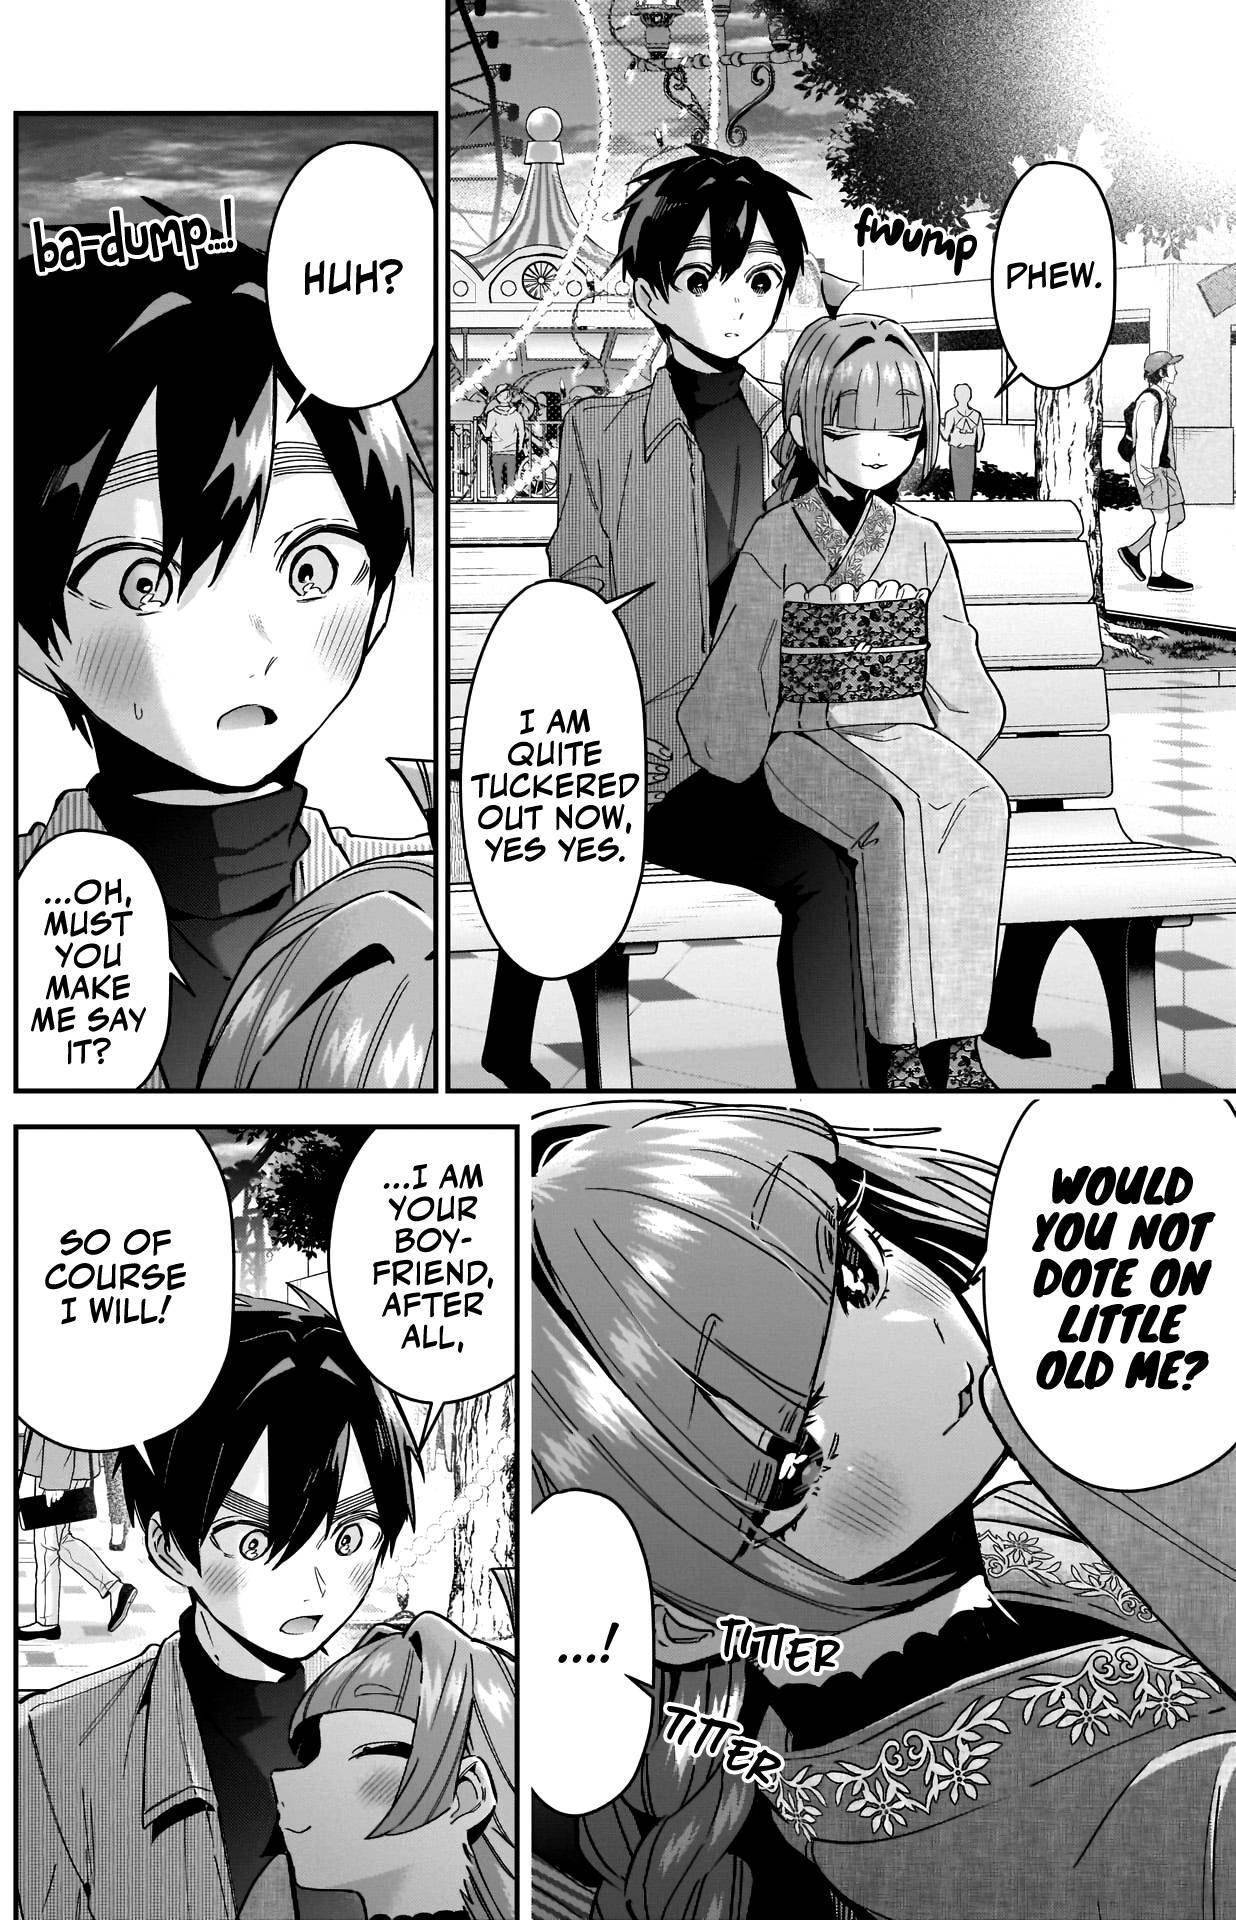 PHEW.
fwump
I AM
QUITE
TUCKERED
OUT NOW,
YES YES.
HUH?
ba-dump...!
...OH,
MUST
YOU
MAKE
ME SAY
IT?
WOULD
YOU NOT
DOTE ON
LITTLE
OLD ME?
...!
TITTER
TITTER
...I AM
YOUR
BOY-
FRIEND,
AFTER
ALL,
SO OF
COURSE
I WILL!